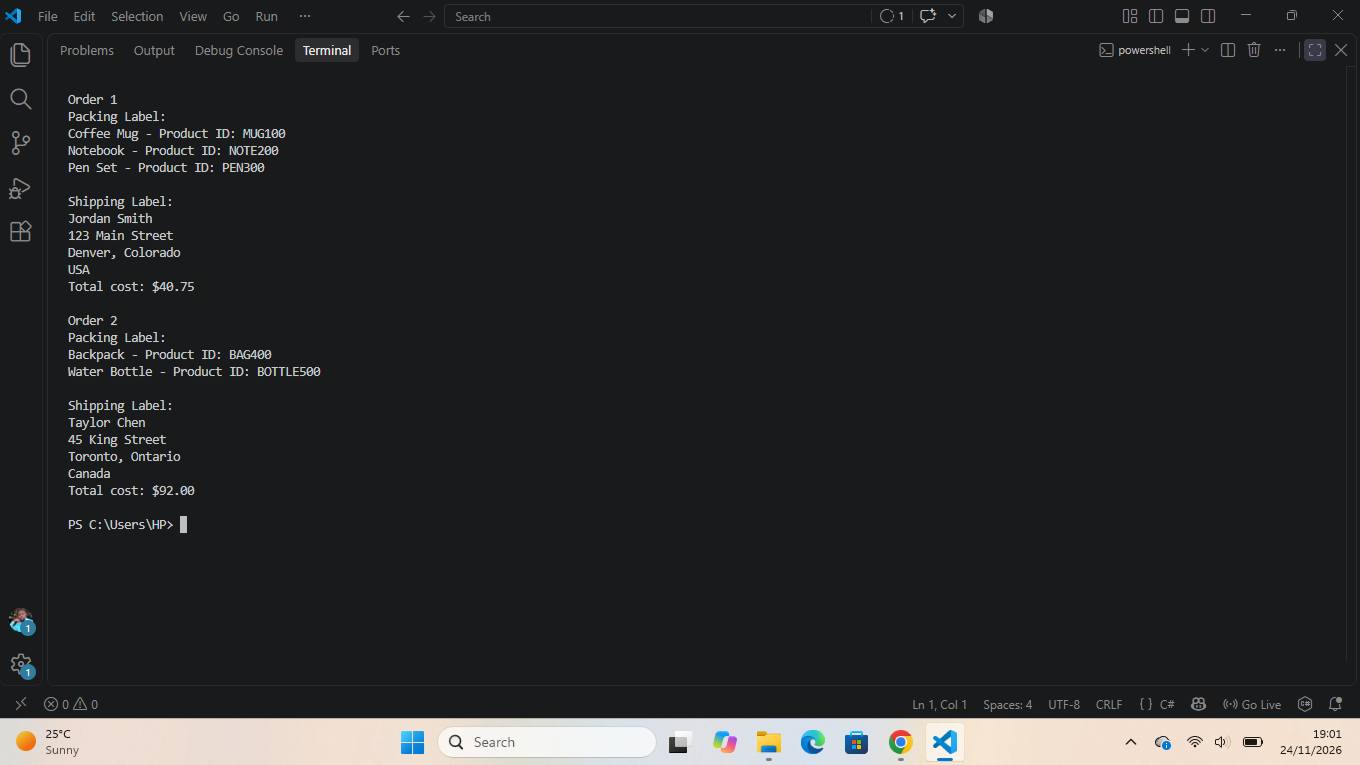 File Edit Selection View Go Run ··· Search 1
Problems Output Debug Console Terminal Ports powershell
Order 1
Packing Label:
Coffee Mug - Product ID: MUG100
Notebook - Product ID: NOTE200
Pen Set - Product ID: PEN300
Shipping Label:
Jordan Smith
123 Main Street
Denver, Colorado
USA
Total cost: $40.75
Order 2
Packing Label:
Backpack - Product ID: BAG400
Water Bottle - Product ID: BOTTLE500
Shipping Label:
Taylor Chen
45 King Street
Toronto, Ontario
Canada
Total cost: $92.00
PS C:\Users\HP>
1
1
0 0 Ln 1, Col 1 Spaces: 4 UTF-8 CRLF { } C# Go Live
25°C
Sunny
Search
19:01
24/11/2026